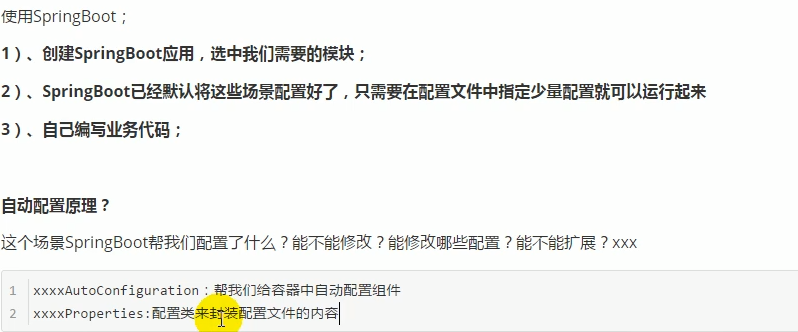 使用SpringBoot；
1）、创建SpringBoot应用，选中我们需要的模块；
2）、SpringBoot已经默认将这些场景配置好了，只需要在配置文件中指定少量配置就可以运行起来
3）、自己编写业务代码；
自动配置原理？
这个场景SpringBoot帮我们配置了什么？能不能修改？能修改哪些配置？能不能扩展？xxx
1 xxxxAutoConfiguration：帮我们给容器中自动配置组件
2 xxxxProperties:配置类来封装配置文件的内容